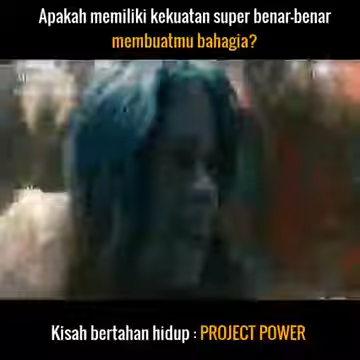 Apakah memiliki kekuatan super benar-benar
membuatmu bahagia?
Kisah bertahan hidup : PROJECT POWER